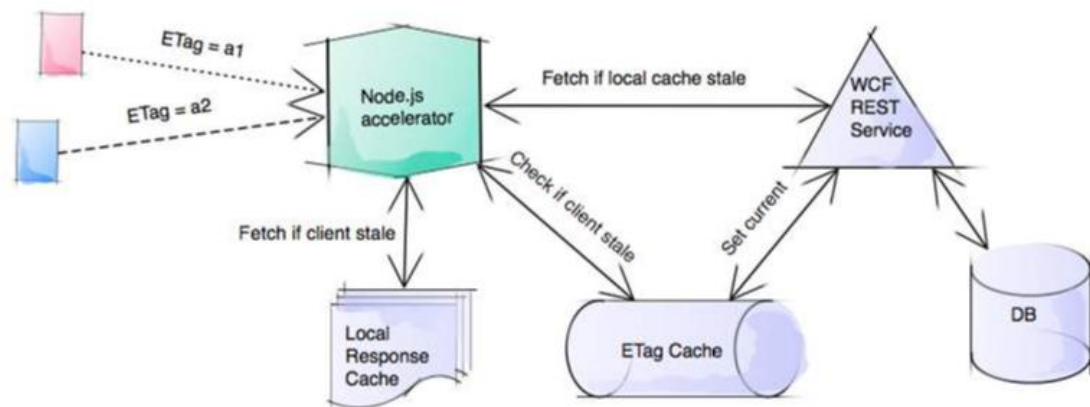 ETag = a1
ETag = a2
Node.js
accelerator
Fetch if local cache stale
WCF
REST
Service
Check if client stale
Set current
Fetch if client stale
Local
Response
Cache
ETag Cache
DB